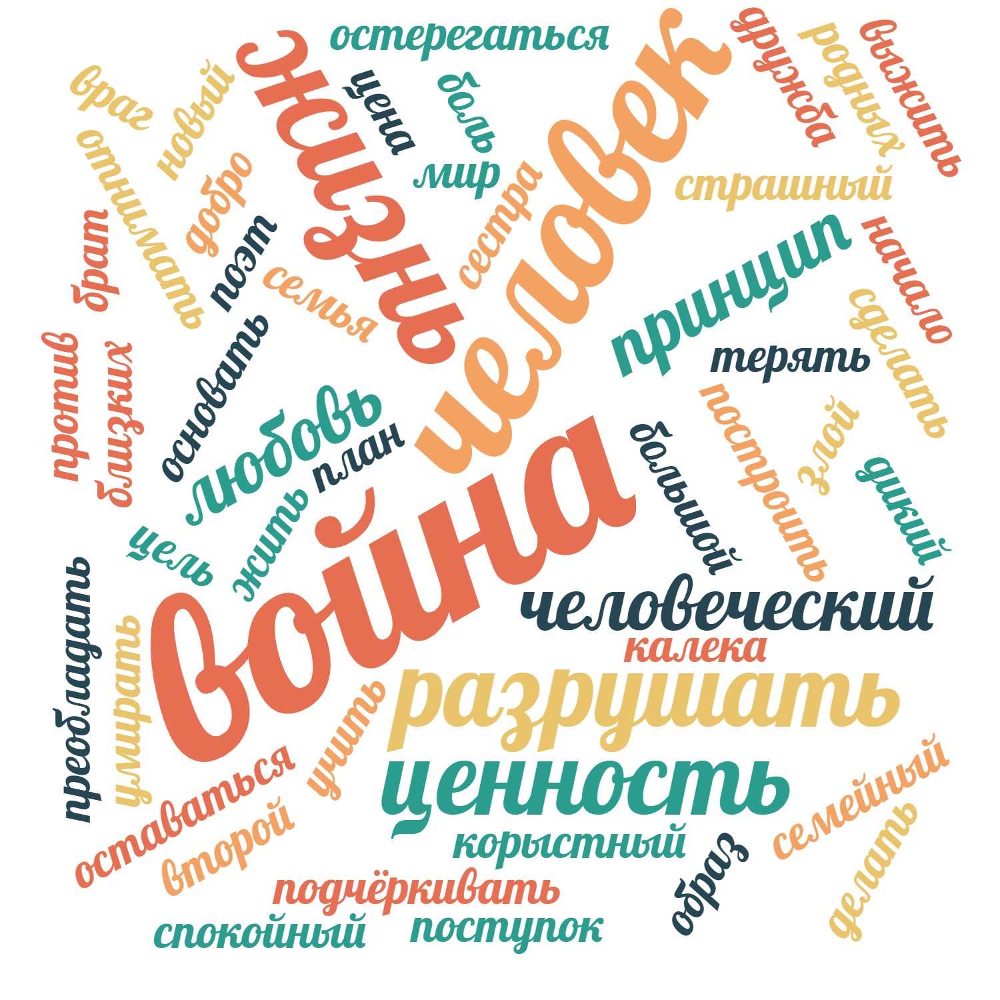 остерегаться
жизнь
человек
дружба
родных
выжить
враг
новый
цена
боль
мир
отнимать
добро
сестра
страшный
брат
поэт
семья
принцип
начало
терять
сделать
против
близких
основать
любовь
план
построить
злой
большой
дикий
цель
жить
война
человеческий
калека
преобладать
умирать
разрушать
учить
ценность
оставаться
второй
корыстный
семейный
образ
делать
подчёркивать
спокойный
поступок